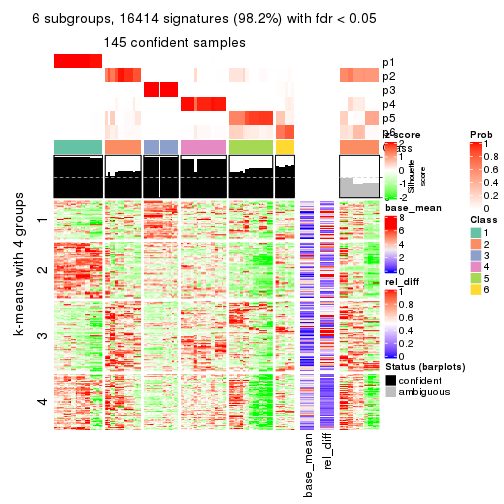 6 subgroups, 16414 signatures (98.2%) with fdr < 0.05
145 confident samples
p1
p2
p3
p4
p5
p6
Class
Silhouette
score
k-means with 4 groups
1
2
3
4
base_mean
rel_diff
z-score
2
1
0
-1
-2
base_mean
8
6
4
2
0
rel_diff
1
0.8
0.6
0.4
0.2
0
Status (barplots)
confident
ambiguous
Prob
1
0.8
0.6
0.4
0.2
0
Class
1
2
3
4
5
6